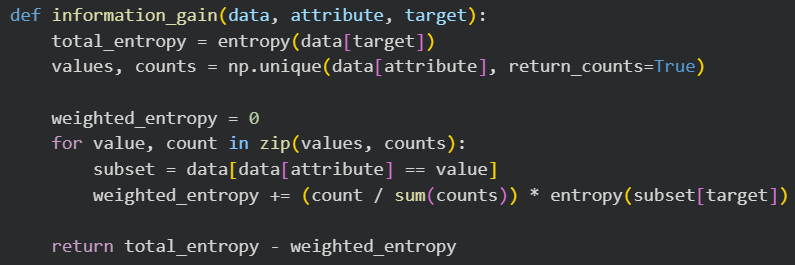 def information_gain(data, attribute, target):
    total_entropy = entropy(data[target])
    values, counts = np.unique(data[attribute], return_counts=True)

    weighted_entropy = 0
    for value, count in zip(values, counts):
        subset = data[data[attribute] == value]
        weighted_entropy += (count / sum(counts)) * entropy(subset[target])

    return total_entropy - weighted_entropy